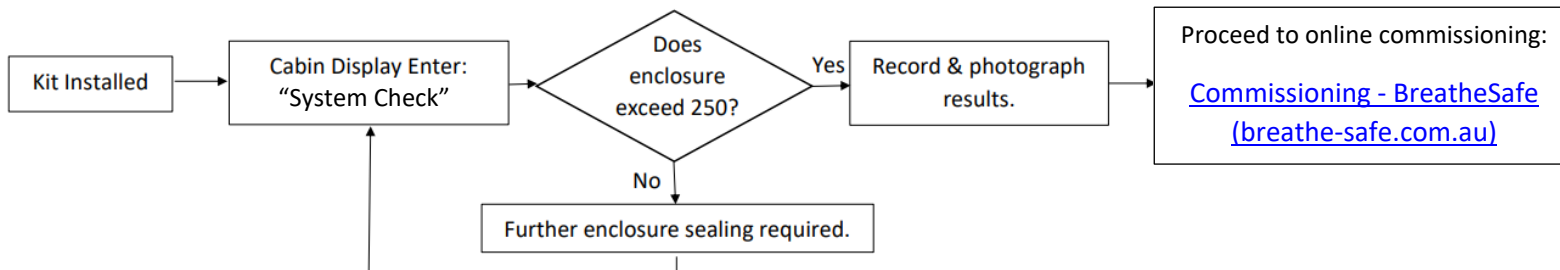 Kit Installed
Cabin Display Enter:
“System Check”
Does
enclosure
exceed 250?
Yes
Record & photograph
results.
Proceed to online commissioning:
Commissioning - BreatheSafe
(breathe-safe.com.au)
No
Further enclosure sealing required.